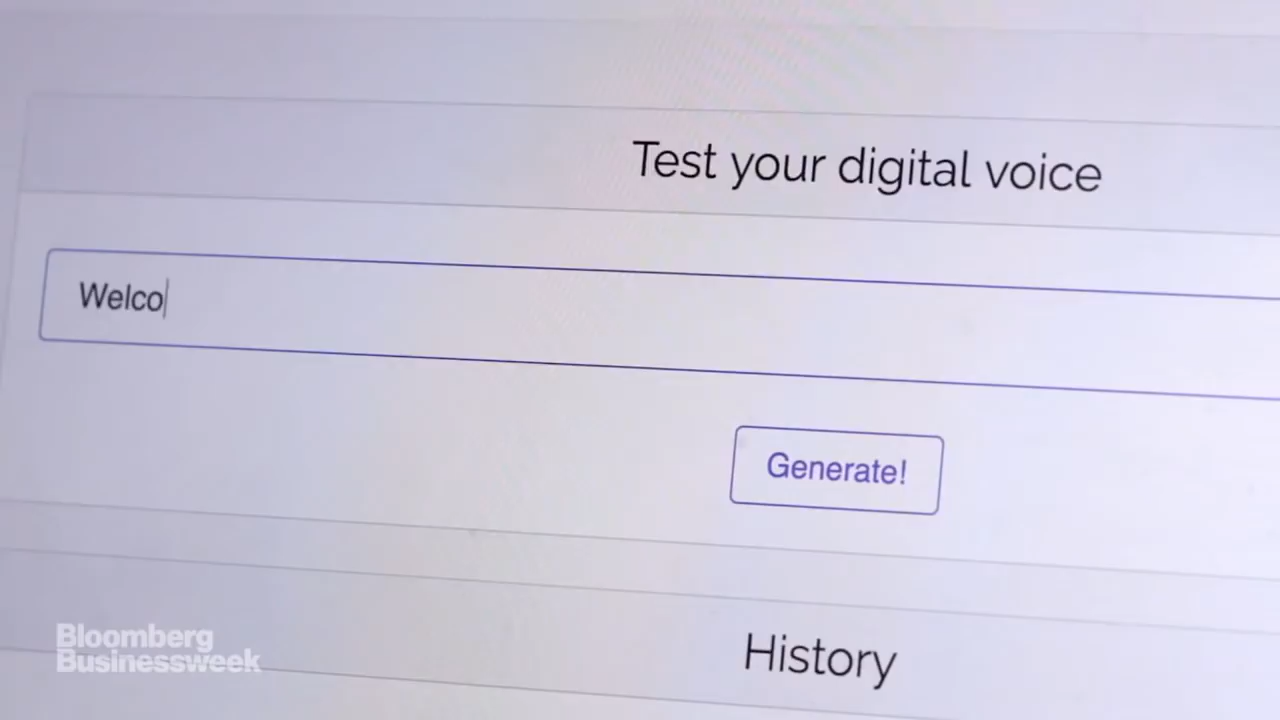 Test your digital voice
Welco
Generate!
History
Bloomberg
Businessweek